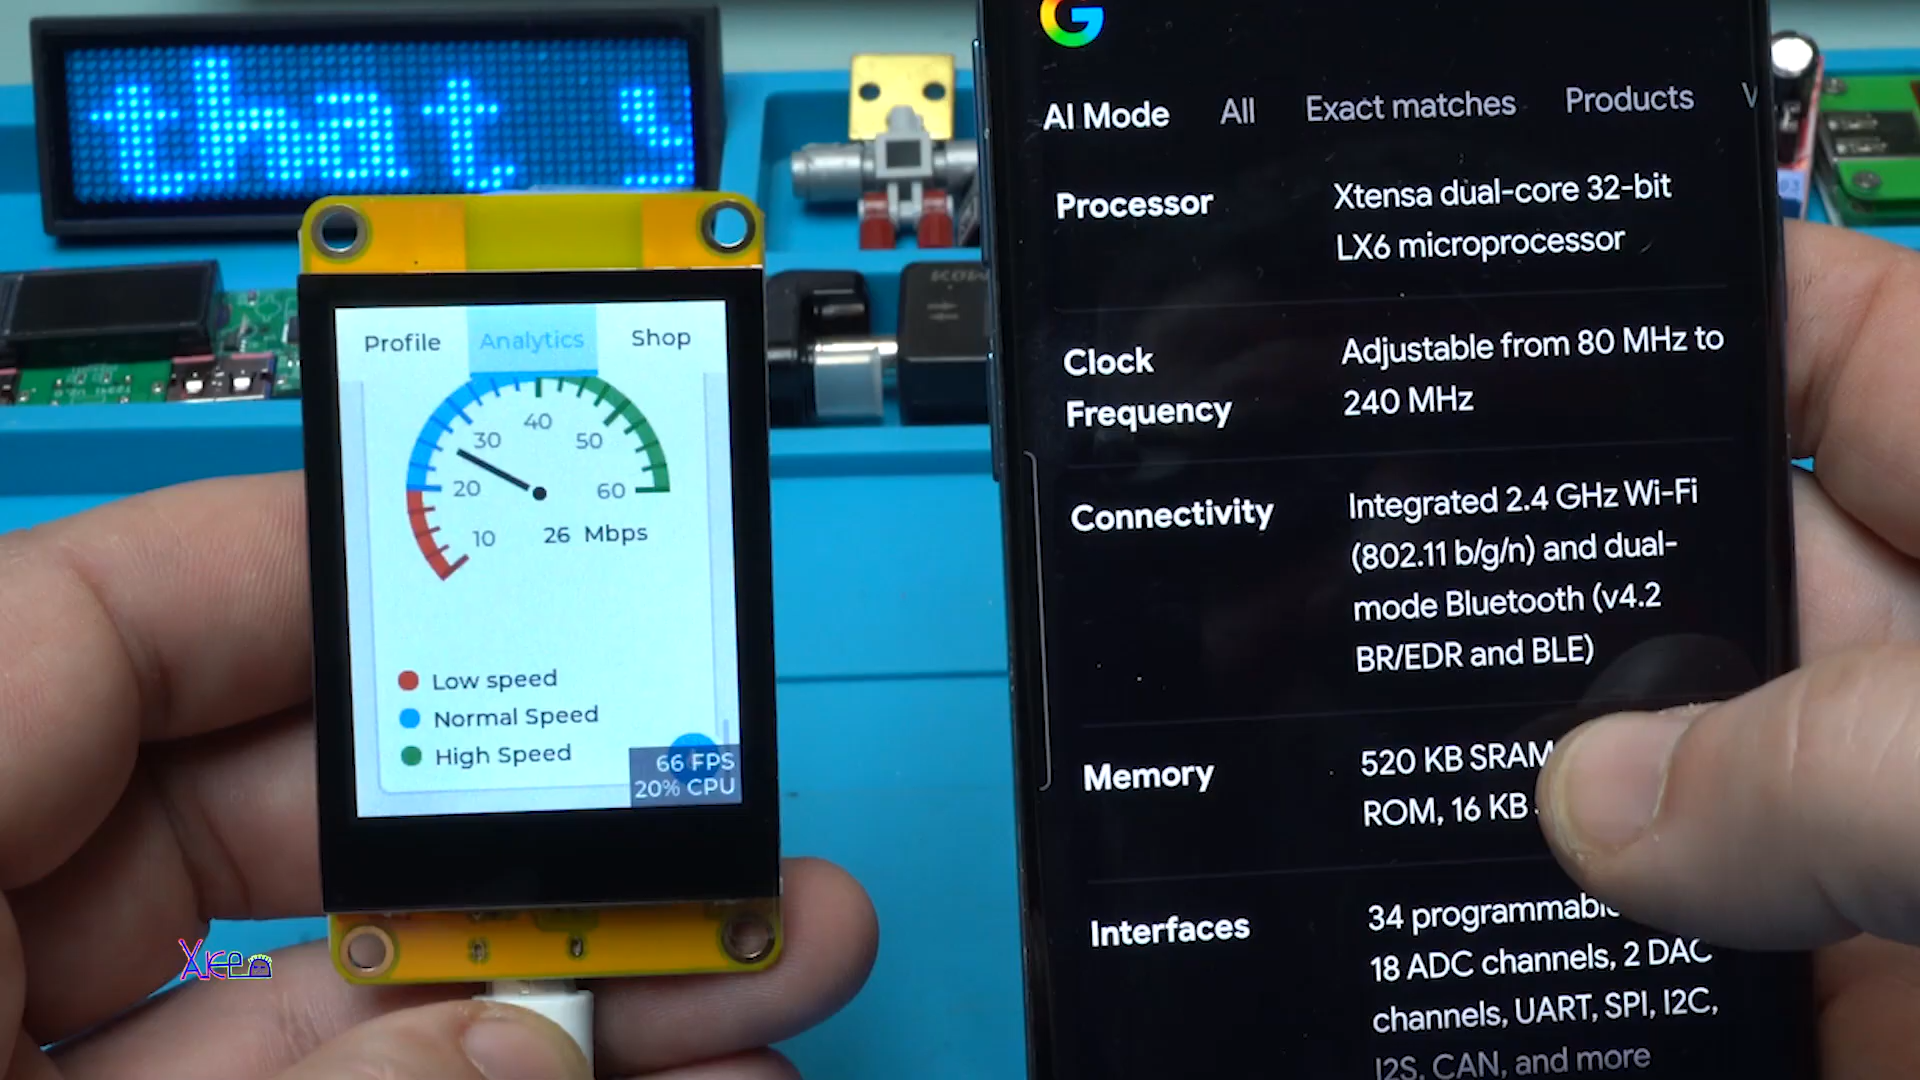 that s
Profile Analytics Shop
40
30 50
20 60
10 26 Mbps
Low speed
Normal Speed
High Speed
66 FPS
20% CPU
AI Mode All Exact matches Products V
Processor Xtensa dual-core 32-bit
LX6 microprocessor
Clock Frequency Adjustable from 80 MHz to
240 MHz
Connectivity Integrated 2.4 GHz Wi-Fi
(802.11 b/g/n) and dual-
mode Bluetooth (v4.2
BR/EDR and BLE)
Memory 520 KB SRAM
ROM, 16 KB
Interfaces 34
18 ADC channels, 2 DAC
channels, UART, SPI, I2C,
I2S, CAN, and more